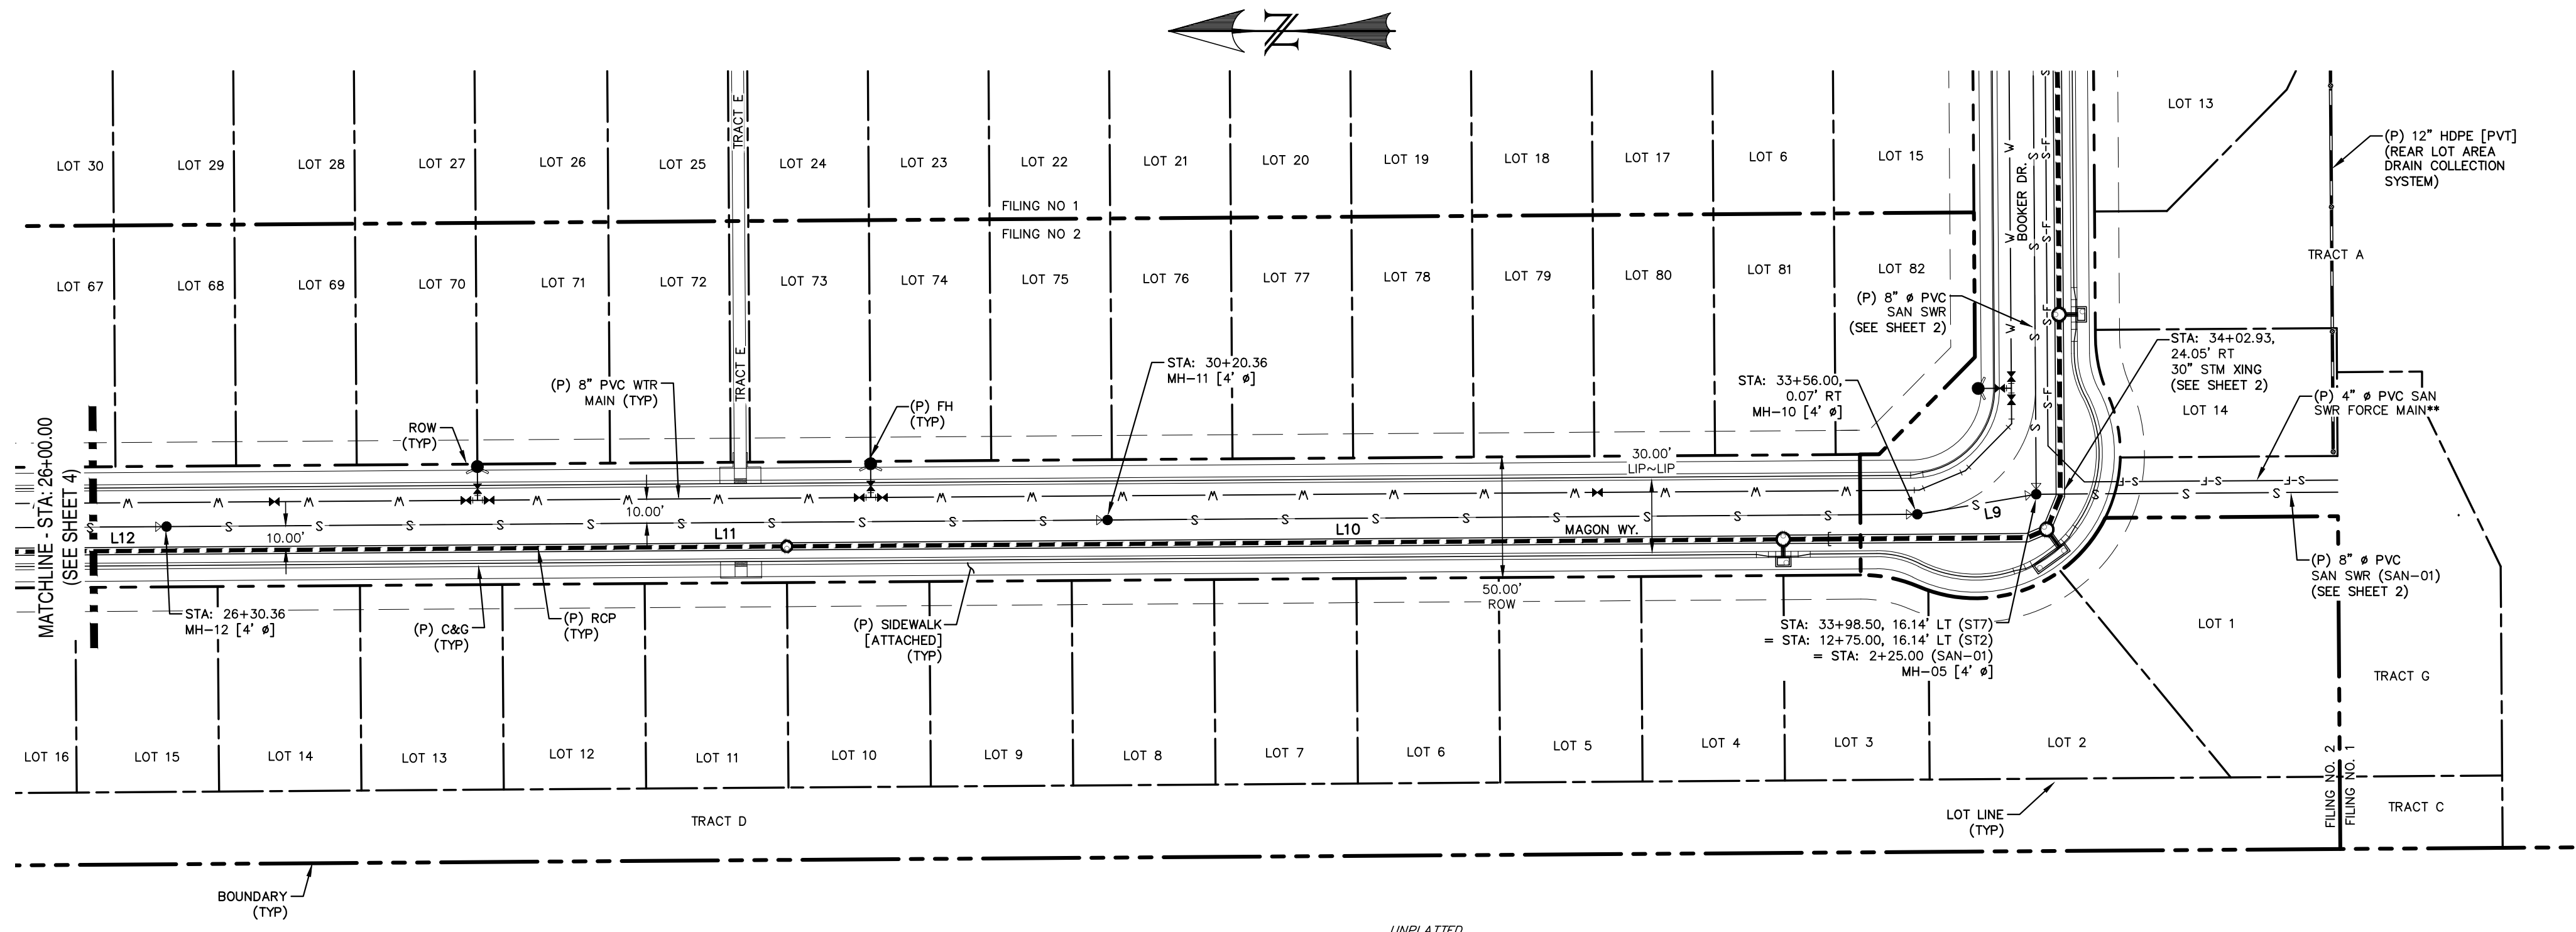 N
LOT 30
LOT 29
LOT 28
LOT 27
LOT 26
LOT 25
TRACT E
LOT 24
LOT 23
LOT 22
LOT 21
LOT 20
LOT 19
LOT 18
LOT 17
LOT 6
LOT 15
BOOKER DR.
LOT 13
(P) 12" HDPE [PVT]
(REAR LOT AREA
DRAIN COLLECTION
SYSTEM)
FILING NO 1
FILING NO 2
TRACT A
LOT 67
LOT 68
LOT 69
LOT 70
LOT 71
LOT 72
TRACT E
LOT 73
LOT 74
LOT 75
LOT 76
LOT 77
LOT 78
LOT 79
LOT 80
LOT 81
LOT 82
(P) 8" ø PVC
SAN SWR
(SEE SHEET 2)
STA: 34+02.93,
24.05' RT
30" STM XING
(SEE SHEET 2)
STA: 30+20.36
MH-11 [4' ø]
(P) 8" PVC WTR
MAIN (TYP)
STA: 33+56.00,
0.07' RT
MH-10 [4' ø]
(P) FH
(TYP)
ROW
(TYP)
LOT 14
(P) 4" ø PVC SAN
SWR FORCE MAIN**
MATCHLINE - STA: 26+00.00
(SEE SHEET 4)
30.00'
LIP~LIP
W W W W W W W W W W W W W W W W W
W W W
S S S S S S S S S S S S S S
S S S S S
S-F S-F S-F S-F
S-F S-F S-F
S S S S
10.00'
10.00'
L12
L11
L10
MAGON WY.
L9
50.00'
ROW
STA: 26+30.36
MH-12 [4' ø]
(P) C&G
(TYP)
(P) RCP
(TYP)
(P) SIDEWALK
[ATTACHED]
(TYP)
STA: 33+98.50, 16.14' LT (ST7)
= STA: 12+75.00, 16.14' LT (ST2)
= STA: 2+25.00 (SAN-01)
MH-05 [4' ø]
(P) 8" ø PVC
SAN SWR (SAN-01)
(SEE SHEET 2)
LOT 1
TRACT G
LOT 16
LOT 15
LOT 14
LOT 13
LOT 12
LOT 11
LOT 10
LOT 9
LOT 8
LOT 7
LOT 6
LOT 5
LOT 4
LOT 3
LOT 2
FILING NO. 2
FILING NO. 1
TRACT D
LOT LINE
(TYP)
TRACT C
BOUNDARY
(TYP)
UNPLATTED